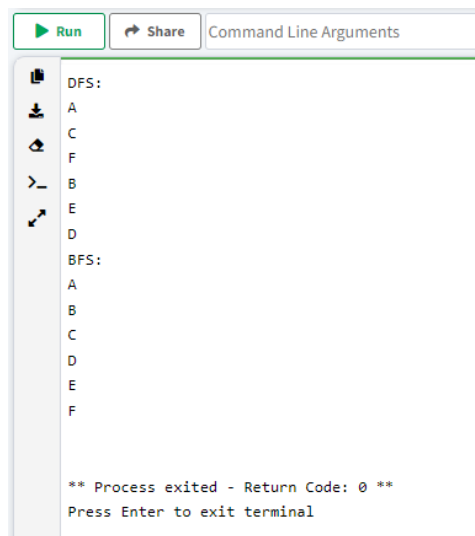 Run Share Command Line Arguments
DFS:
A
C
F
B
E
D
BFS:
A
B
C
D
E
F
** Process exited - Return Code: 0 **
Press Enter to exit terminal